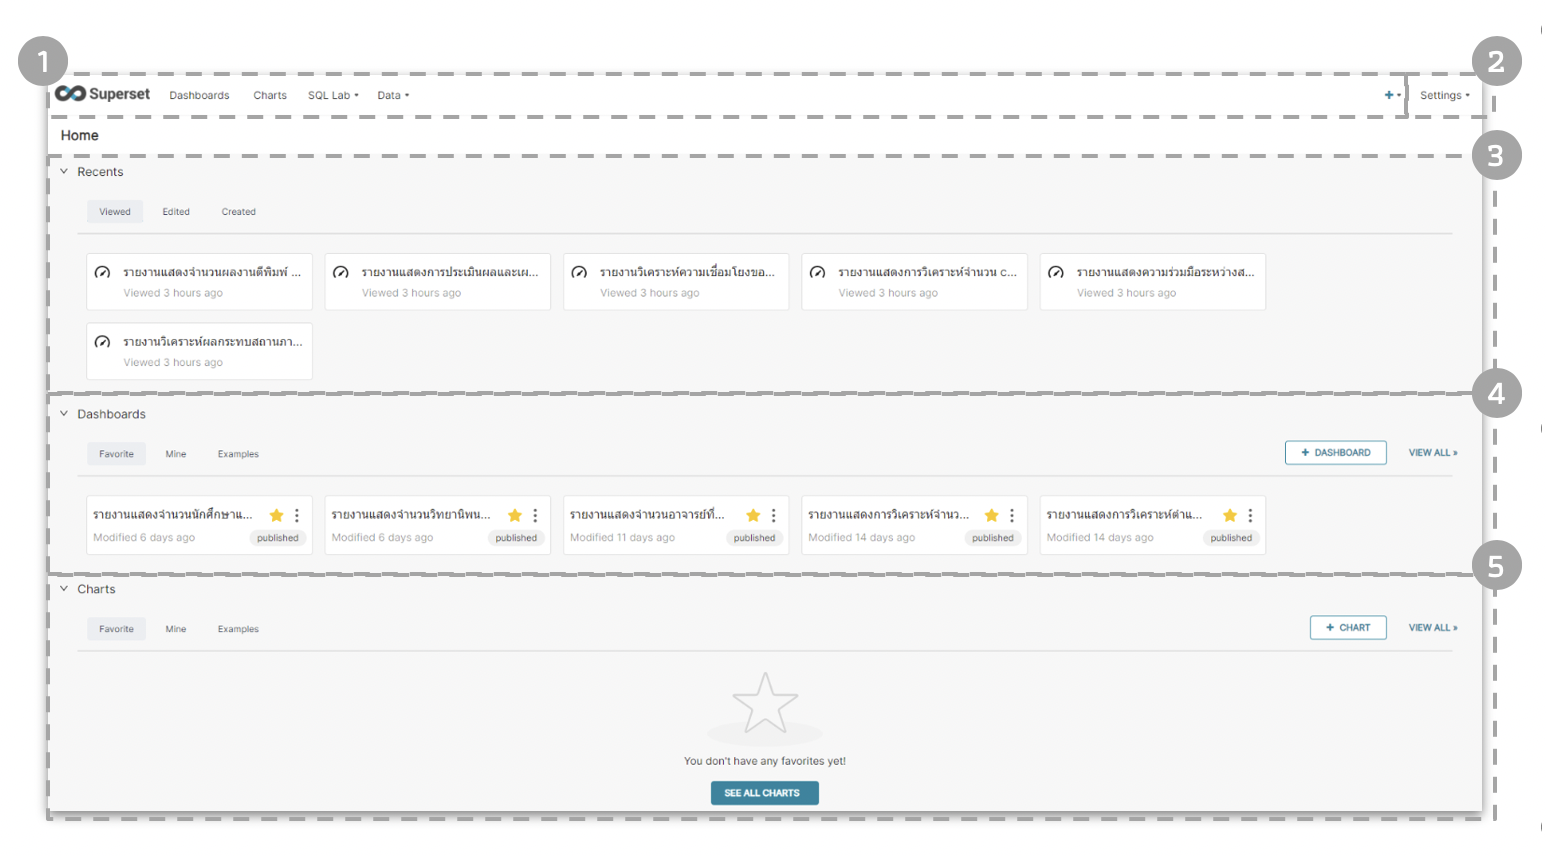 1
2
Superset Dashboards Charts SQL Lab Data + Settings
Home
3
Recents
Viewed Edited Created
รายงานแสดงจำนวนผลงานตีพิมพ์ ... รายงานแสดงการประเมินผลและเผ... รายงานวิเคราะห์ความเชื่อมโยงขอ... รายงานแสดงการวิเคราะห์จำนวน c... รายงานแสดงความร่วมมือระหว่างส...
Viewed 3 hours ago Viewed 3 hours ago Viewed 3 hours ago Viewed 3 hours ago Viewed 3 hours ago
รายงานวิเคราะห์ผลกระทบสถานภา...
Viewed 3 hours ago
4
Dashboards
Favorite Mine Examples + DASHBOARD VIEW ALL »
รายงานแสดงจำนวนนักศึกษาแ... รายงานแสดงจำนวนวิทยานิพน... รายงานแสดงจำนวนอาจารย์ที่... รายงานแสดงการวิเคราะห์จำนว... รายงานแสดงการวิเคราะห์ตำแ...
Modified 6 days ago published Modified 6 days ago published Modified 11 days ago published Modified 14 days ago published Modified 14 days ago published
5
Charts
Favorite Mine Examples + CHART VIEW ALL »
You don't have any favorites yet!
SEE ALL CHARTS